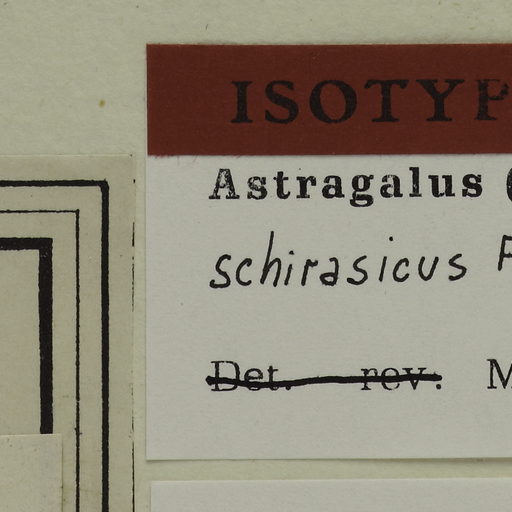 ISOTYP
Astragalus (
schirasicus F
Det. rev. M